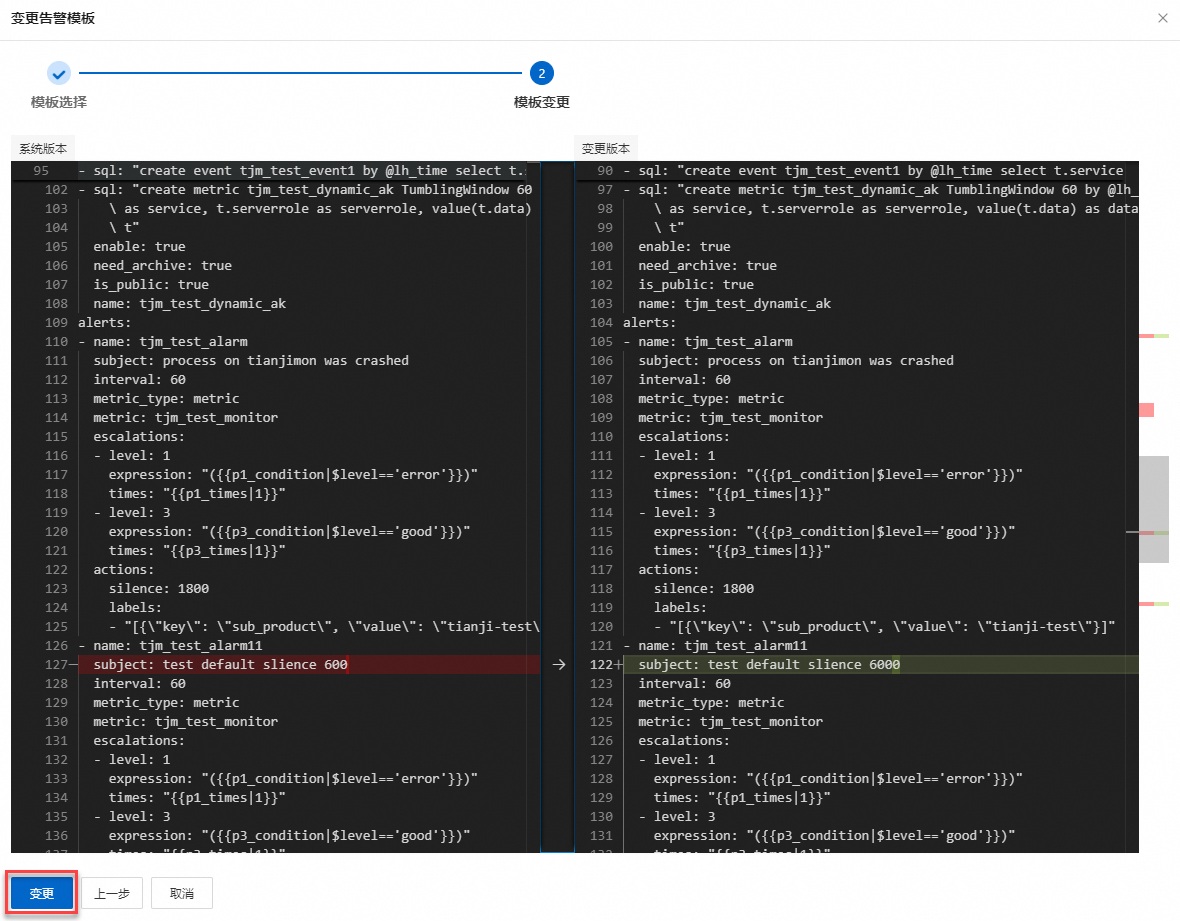 变更告警模板
2
模板选择
模板变更
系统版本
95 - sql: "create event tjm_test_event1 by @lh_time select t.
102 - sql: "create metric tjm_test_dynamic_ak TumblingWindow 60
103 \ as service, t.serverrole as serverrole, value(t.data)
104 \ t"
105 enable: true
106 need_archive: true
107 is_public: true
108 name: tjm_test_dynamic_ak
109 alerts:
110 - name: tjm_test_alarm
111 subject: process on tianjimon was crashed
112 interval: 60
113 metric_type: metric
114 metric: tjm_test_monitor
115 escalations:
116 - level: 1
117 expression: "({{p1_condition|$level=='error'}})"
118 times: "{{p1_times|1}}"
119 - level: 3
120 expression: "({{p3_condition|$level=='good'}})"
121 times: "{{p3_times|1}}"
122 actions:
123 silence: 1800
124 labels:
125 - "[{\"key\": \"sub_product\", \"value\": \"tianji-test\
126 - name: tjm_test_alarm11
127— subject: test default slience 600
128 interval: 60
129 metric_type: metric
130 metric: tjm_test_monitor
131 escalations:
132 - level: 1
133 expression: "({{p1_condition|$level=='error'}})"
134 times: "{{p1_times|1}}"
135 - level: 3
136 expression: "({{p3_condition|$level=='good'}})"
变更版本
90 - sql: "create event tjm_test_event1 by @lh_time select t.service
97 - sql: "create metric tjm_test_dynamic_ak TumblingWindow 60 by @lh_
98 \ as service, t.serverrole as serverrole, value(t.data) as data
99 \ t"
100 enable: true
101 need_archive: true
102 is_public: true
103 name: tjm_test_dynamic_ak
104 alerts:
105 - name: tjm_test_alarm
106 subject: process on tianjimon was crashed
107 interval: 60
108 metric_type: metric
109 metric: tjm_test_monitor
110 escalations:
111 - level: 1
112 expression: "({{p1_condition|$level=='error'}})"
113 times: "{{p1_times|1}}"
114 - level: 3
115 expression: "({{p3_condition|$level=='good'}})"
116 times: "{{p3_times|1}}"
117 actions:
118 silence: 1800
119 labels:
120 - "[{\"key\": \"sub_product\", \"value\": \"tianji-test\"}]"
121 - name: tjm_test_alarm11
122+ subject: test default slience 6000
123 interval: 60
124 metric_type: metric
125 metric: tjm_test_monitor
126 escalations:
127 - level: 1
128 expression: "({{p1_condition|$level=='error'}})"
129 times: "{{p1_times|1}}"
130 - level: 3
131 expression: "({{p3_condition|$level=='good'}})"
变更
上一步
取消